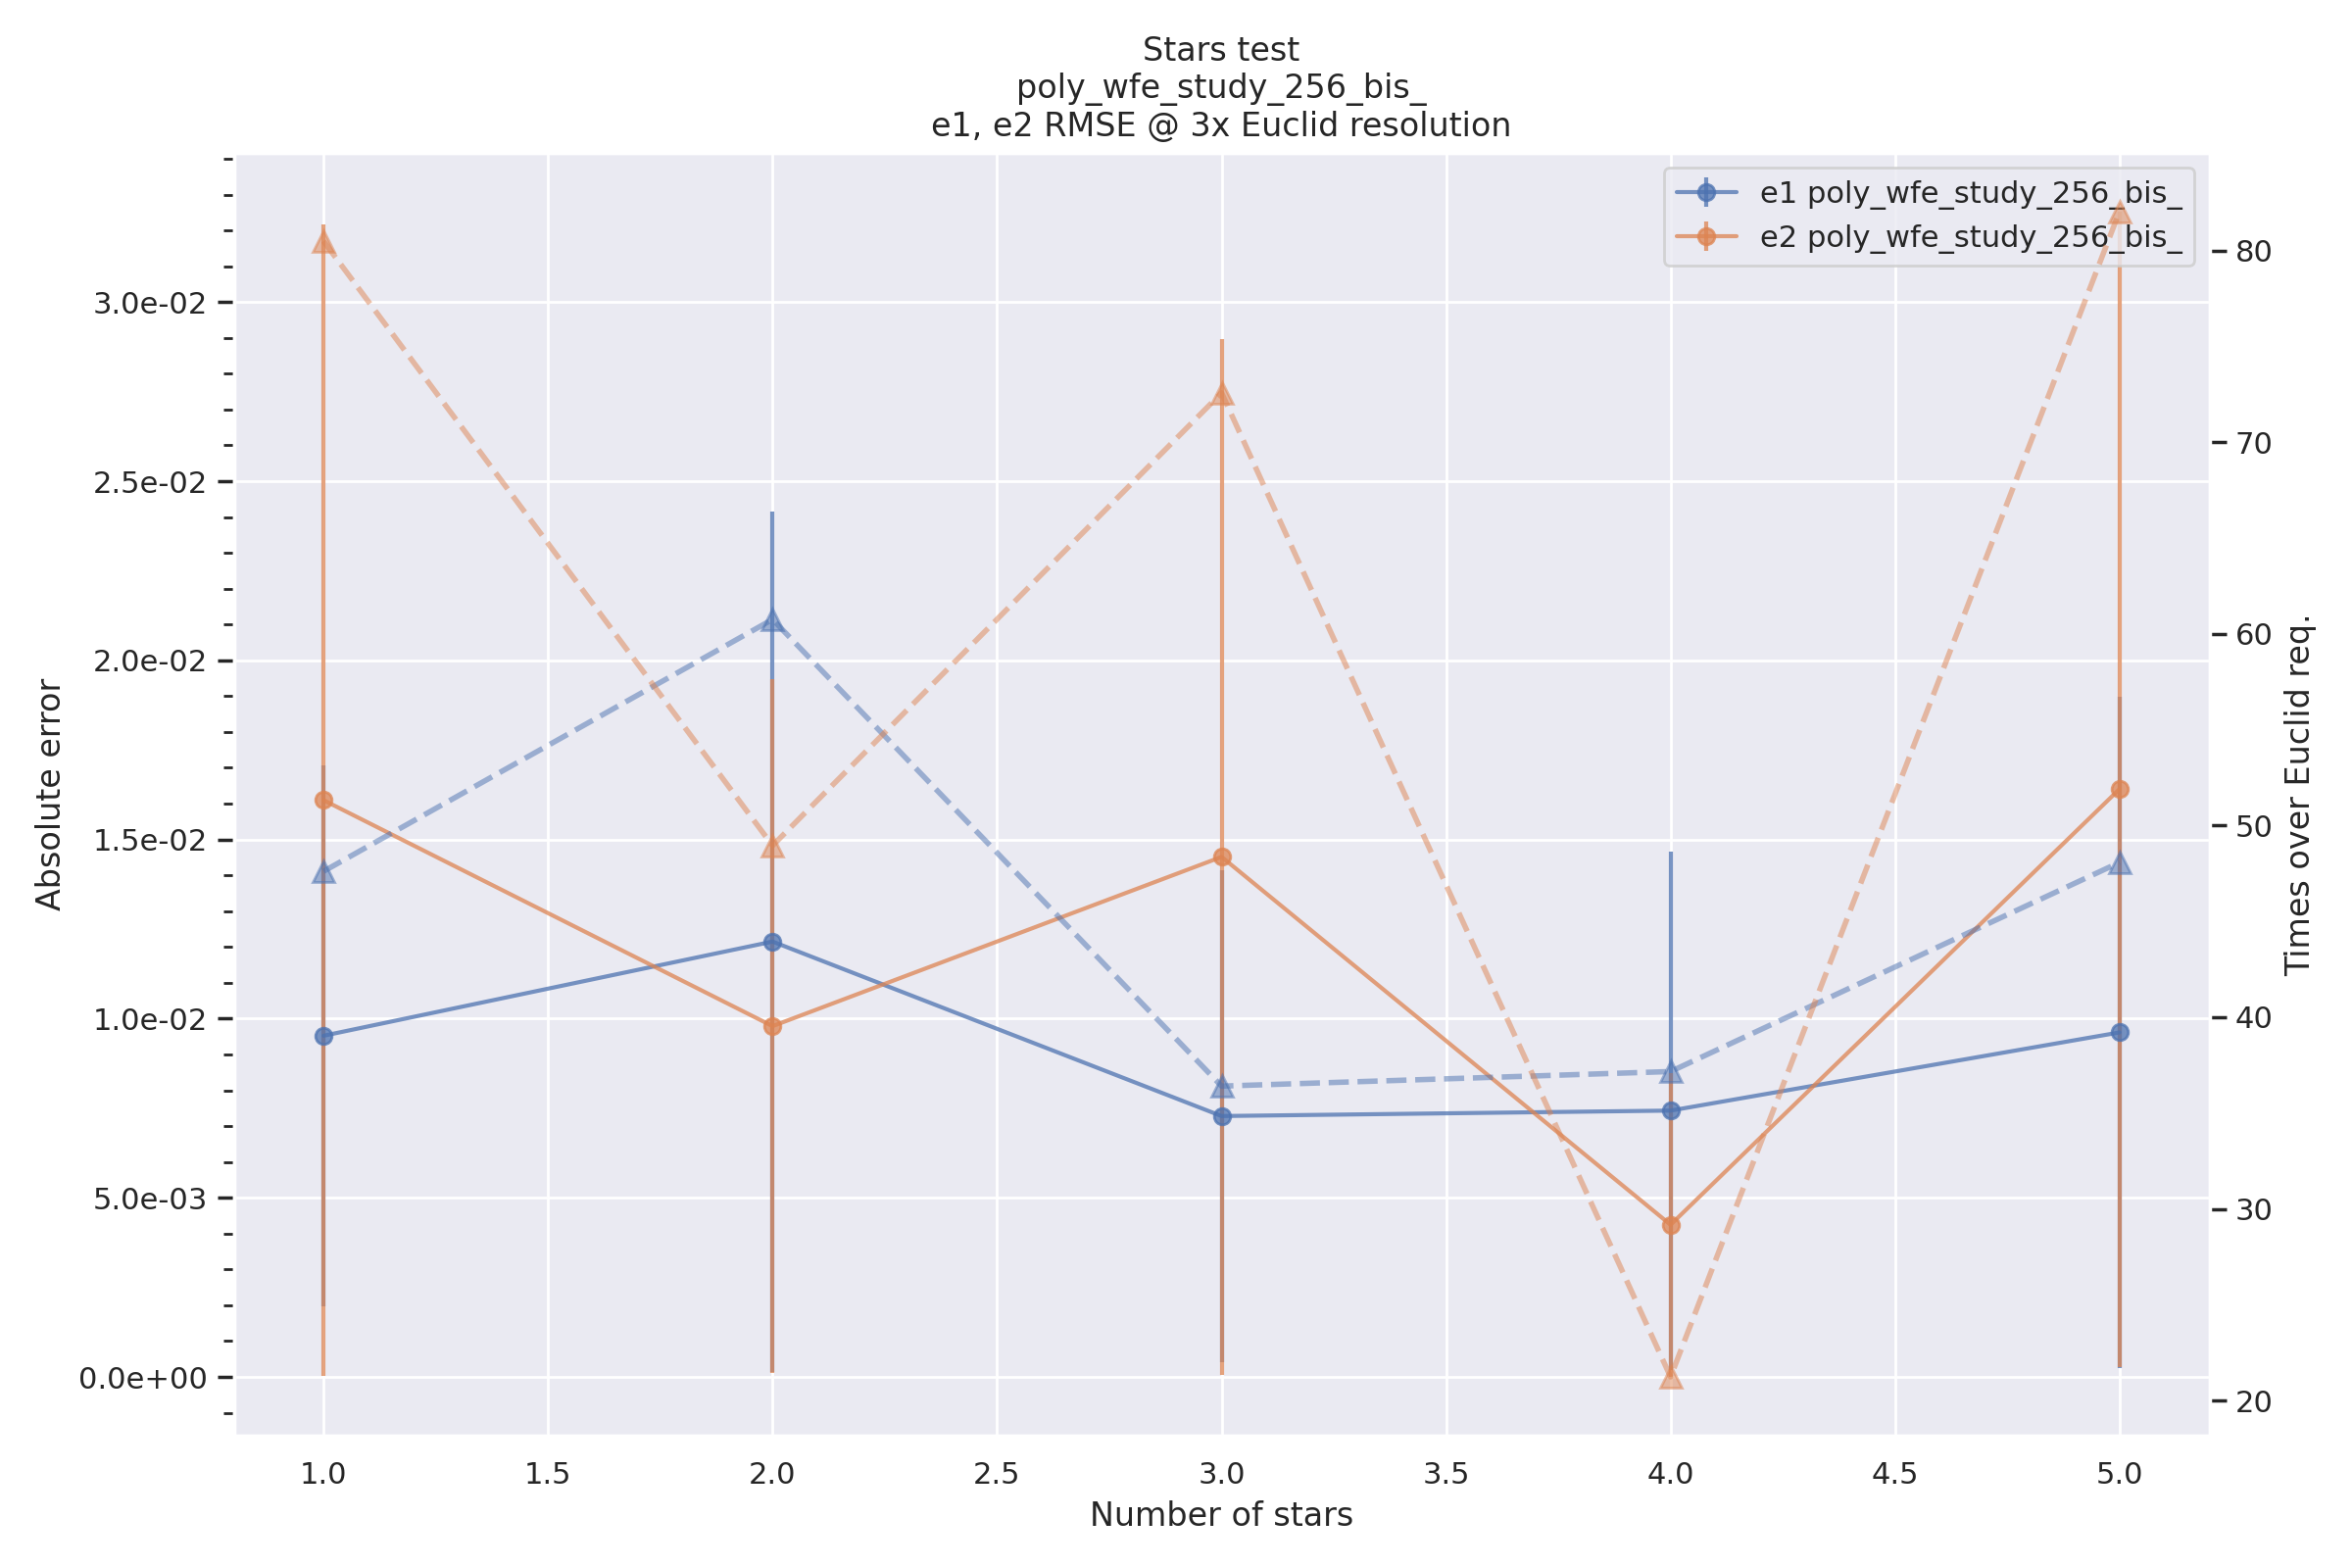 Stars test
poly_wfe_study_256_bis_
e1, e2 RMSE @ 3x Euclid resolution
e1 poly_wfe_study_256_bis_
e2 poly_wfe_study_256_bis_
Absolute error
3.0e-02
2.5e-02
2.0e-02
1.5e-02
1.0e-02
5.0e-03
0.0e+00
80
70
60
50
40
30
20
Times over Euclid req.
1.0 1.5 2.0 2.5 3.0 3.5 4.0 4.5 5.0
Number of stars